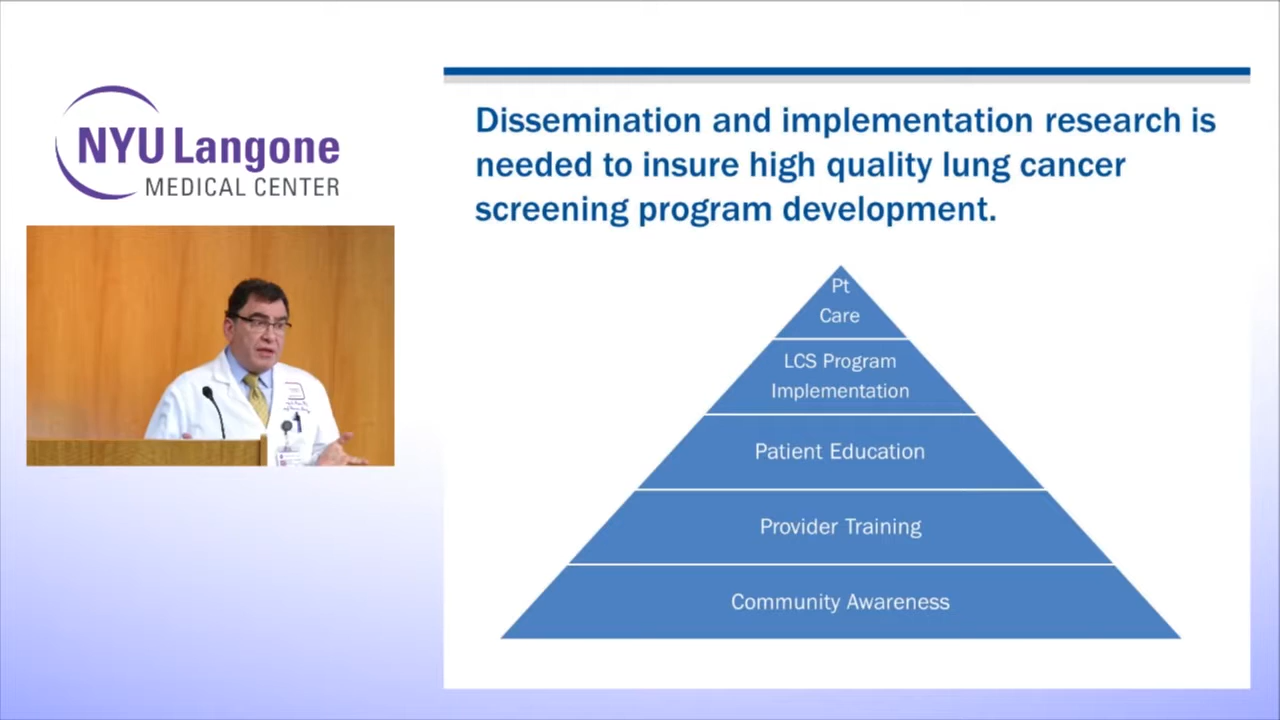 NYU Langone
MEDICAL CENTER
Dissemination and implementation research is
needed to insure high quality lung cancer
screening program development.
Pt
Care
LCS Program
Implementation
Patient Education
Provider Training
Community Awareness